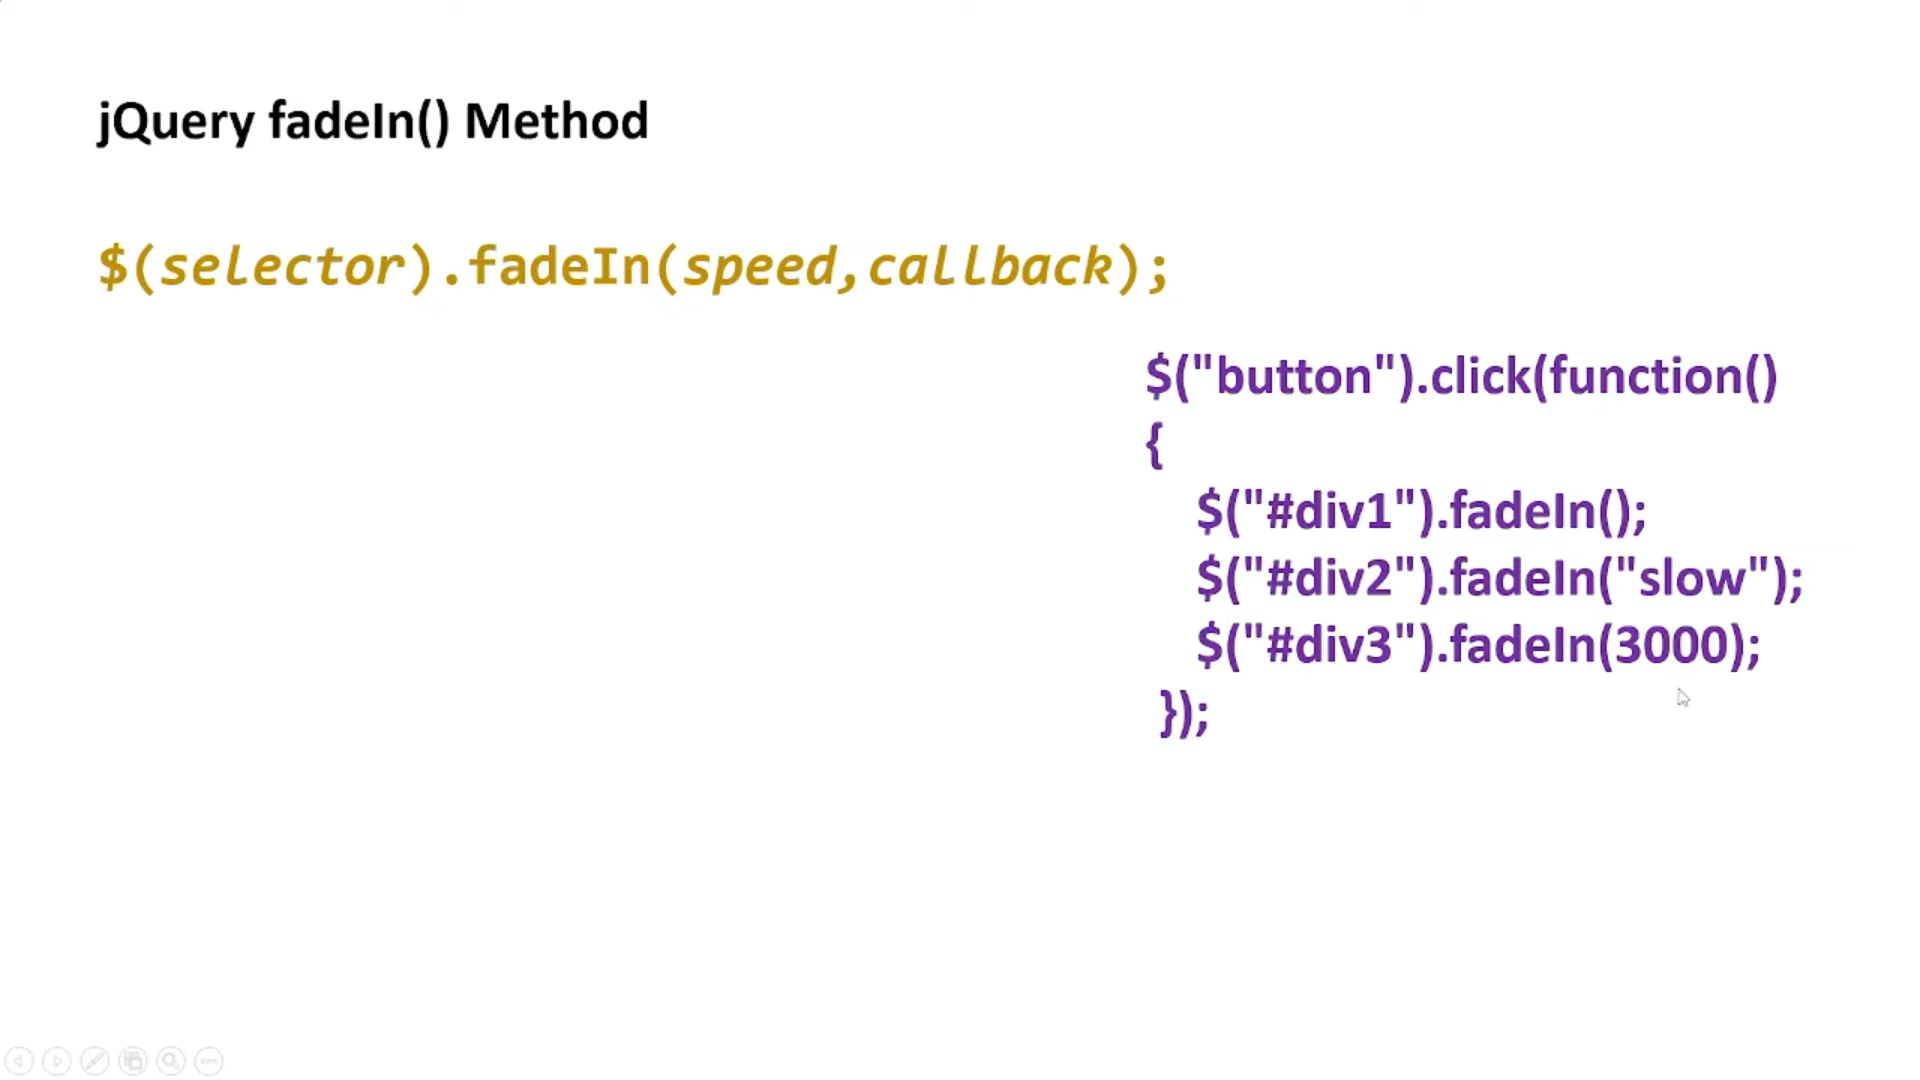 jQuery fadeIn() Method
$(selector).fadeIn(speed,callback);
$("button").click(function()
{
$("#div1").fadeIn();
$("#div2").fadeIn("slow");
$("#div3").fadeIn(3000);
});